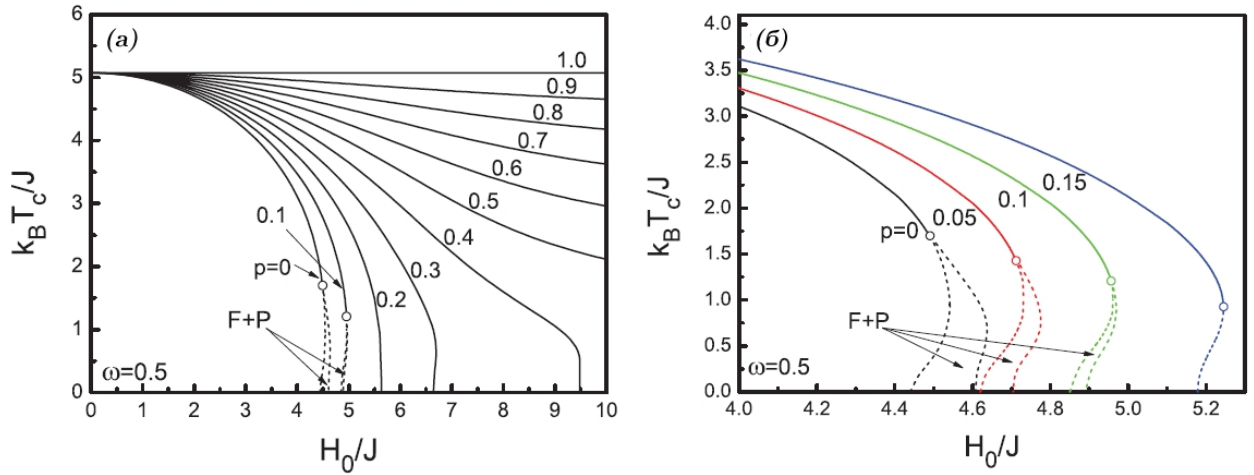 (а)
k_B T_c/J
6
5
4
3
2
1
0
1.0
0.9
0.8
0.7
0.6
0.5
0.4
0.3
0.2
0.1
p=0
F+P
ω=0.5
0 1 2 3 4 5 6 7 8 9 10
H_0/J
(б)
k_B T_c/J
4.0
3.5
3.0
2.5
2.0
1.5
1.0
0.5
0.0
0.15
0.1
0.05
p=0
F+P
ω=0.5
4.0 4.2 4.4 4.6 4.8 5.0 5.2
H_0/J